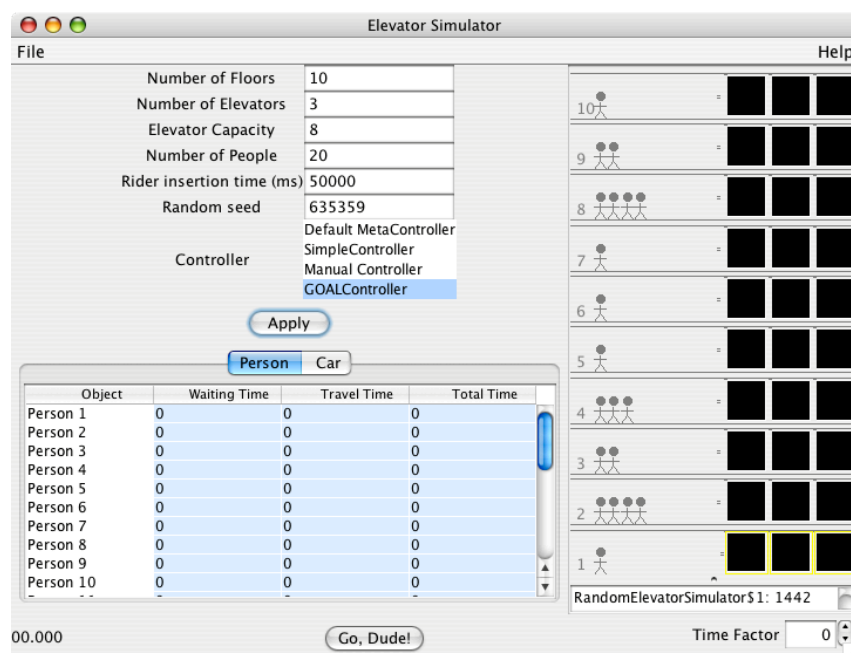 Elevator Simulator
File Help
Number of Floors 10
Number of Elevators 3
Elevator Capacity 8
Number of People 20
Rider insertion time (ms) 50000
Random seed 635359
Controller
Default MetaController
SimpleController
Manual Controller
GOALController
Apply
Person Car
Object Waiting Time Travel Time Total Time
Person 1 0 0 0
Person 2 0 0 0
Person 3 0 0 0
Person 4 0 0 0
Person 5 0 0 0
Person 6 0 0 0
Person 7 0 0 0
Person 8 0 0 0
Person 9 0 0 0
Person 10 0 0 0
10
9
8
7
6
5
4
3
2
1
RandomElevatorSimulator$1: 1442
00.000 Go, Dude! Time Factor 0